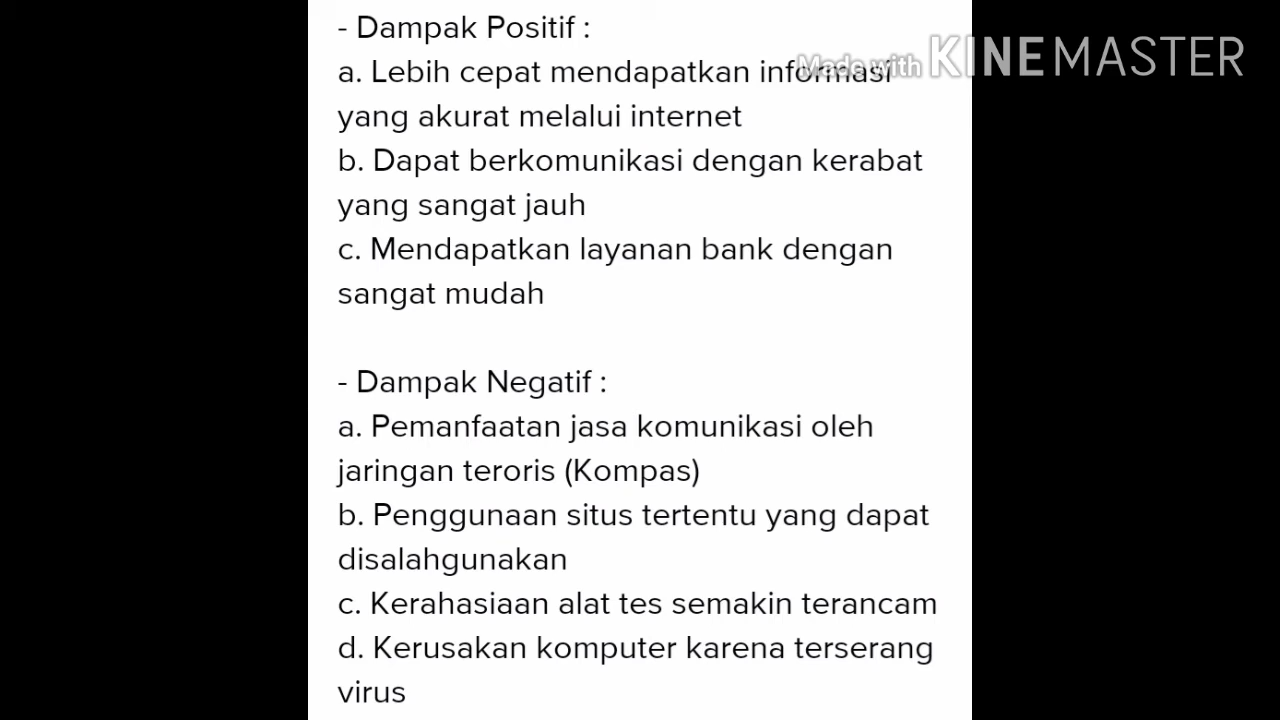 - Dampak Positif :
a. Lebih cepat mendapatkan informasi
Made with KINEMASTER
yang akurat melalui internet
b. Dapat berkomunikasi dengan kerabat
yang sangat jauh
c. Mendapatkan layanan bank dengan
sangat mudah
- Dampak Negatif :
a. Pemanfaatan jasa komunikasi oleh
jaringan teroris (Kompas)
b. Penggunaan situs tertentu yang dapat
disalahgunakan
c. Kerahasiaan alat tes semakin terancam
d. Kerusakan komputer karena terserang
virus